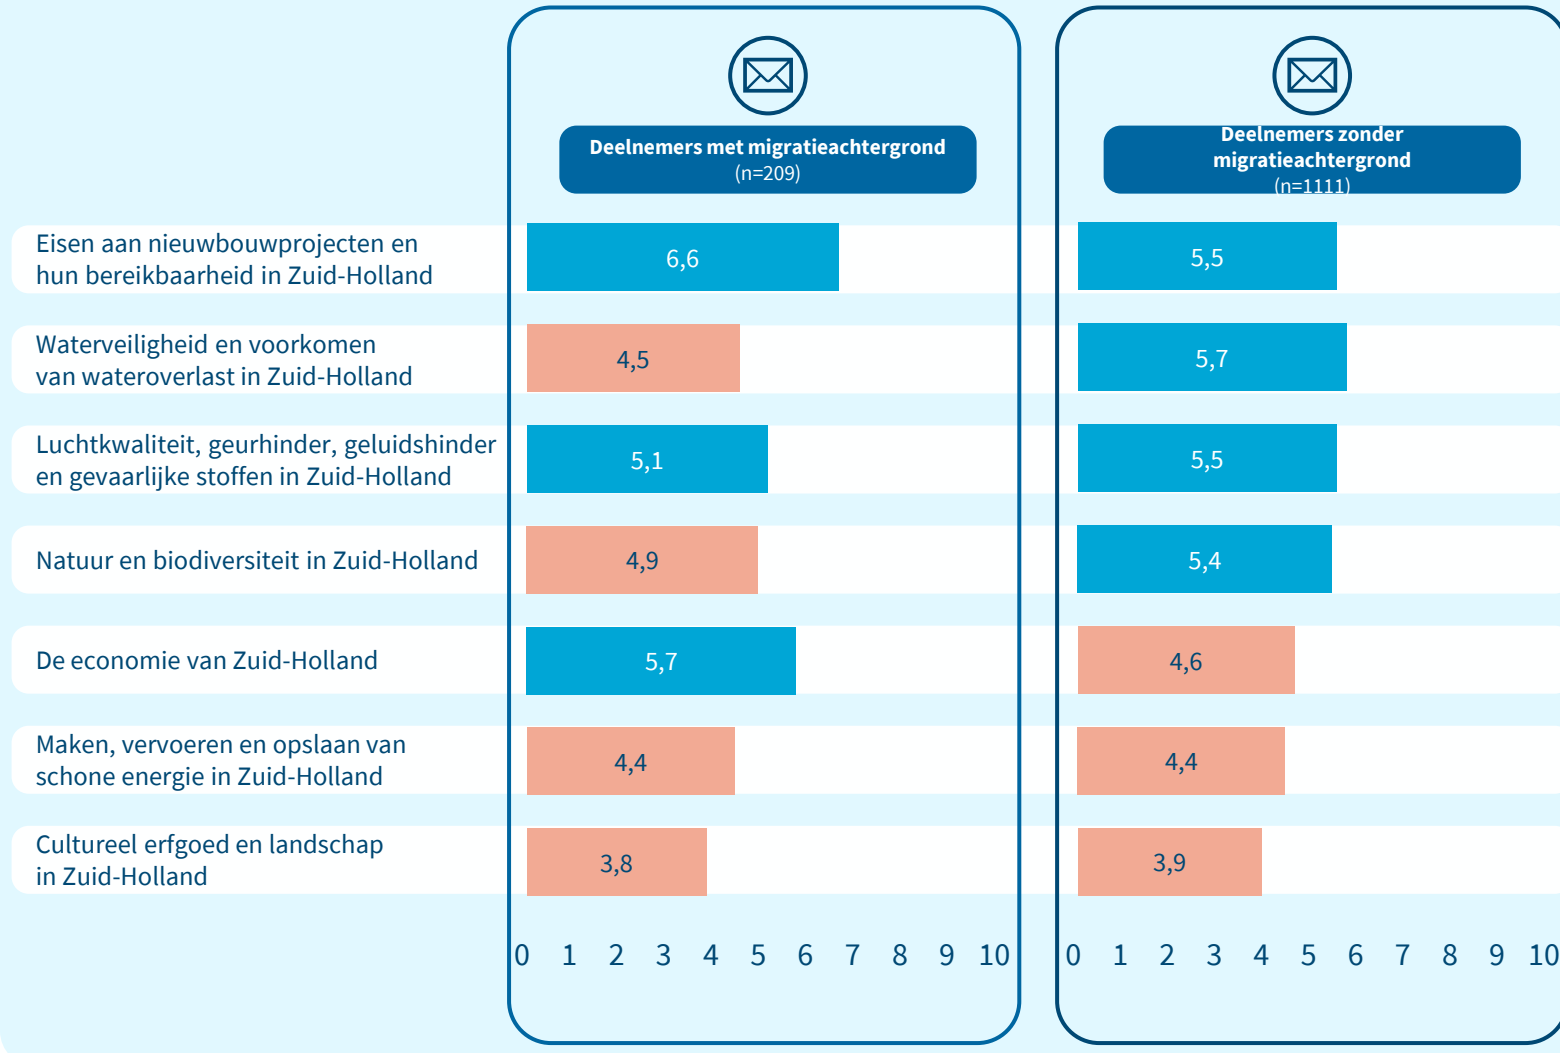 Deelnemers met migratieachtergrond
(n=209)
Deelnemers zonder
migratieachtergrond
(n=1111)
Eisen aan nieuwbouwprojecten en
hun bereikbaarheid in Zuid-Holland
6,6
5,5
Waterveiligheid en voorkomen
van wateroverlast in Zuid-Holland
4,5
5,7
Luchtkwaliteit, geurhinder, geluidshinder
en gevaarlijke stoffen in Zuid-Holland
5,1
5,5
Natuur en biodiversiteit in Zuid-Holland
4,9
5,4
De economie van Zuid-Holland
5,7
4,6
Maken, vervoeren en opslaan van
schone energie in Zuid-Holland
4,4
4,4
Cultureel erfgoed en landschap
in Zuid-Holland
3,8
3,9
0 1 2 3 4 5 6 7 8 9 10
0 1 2 3 4 5 6 7 8 9 10